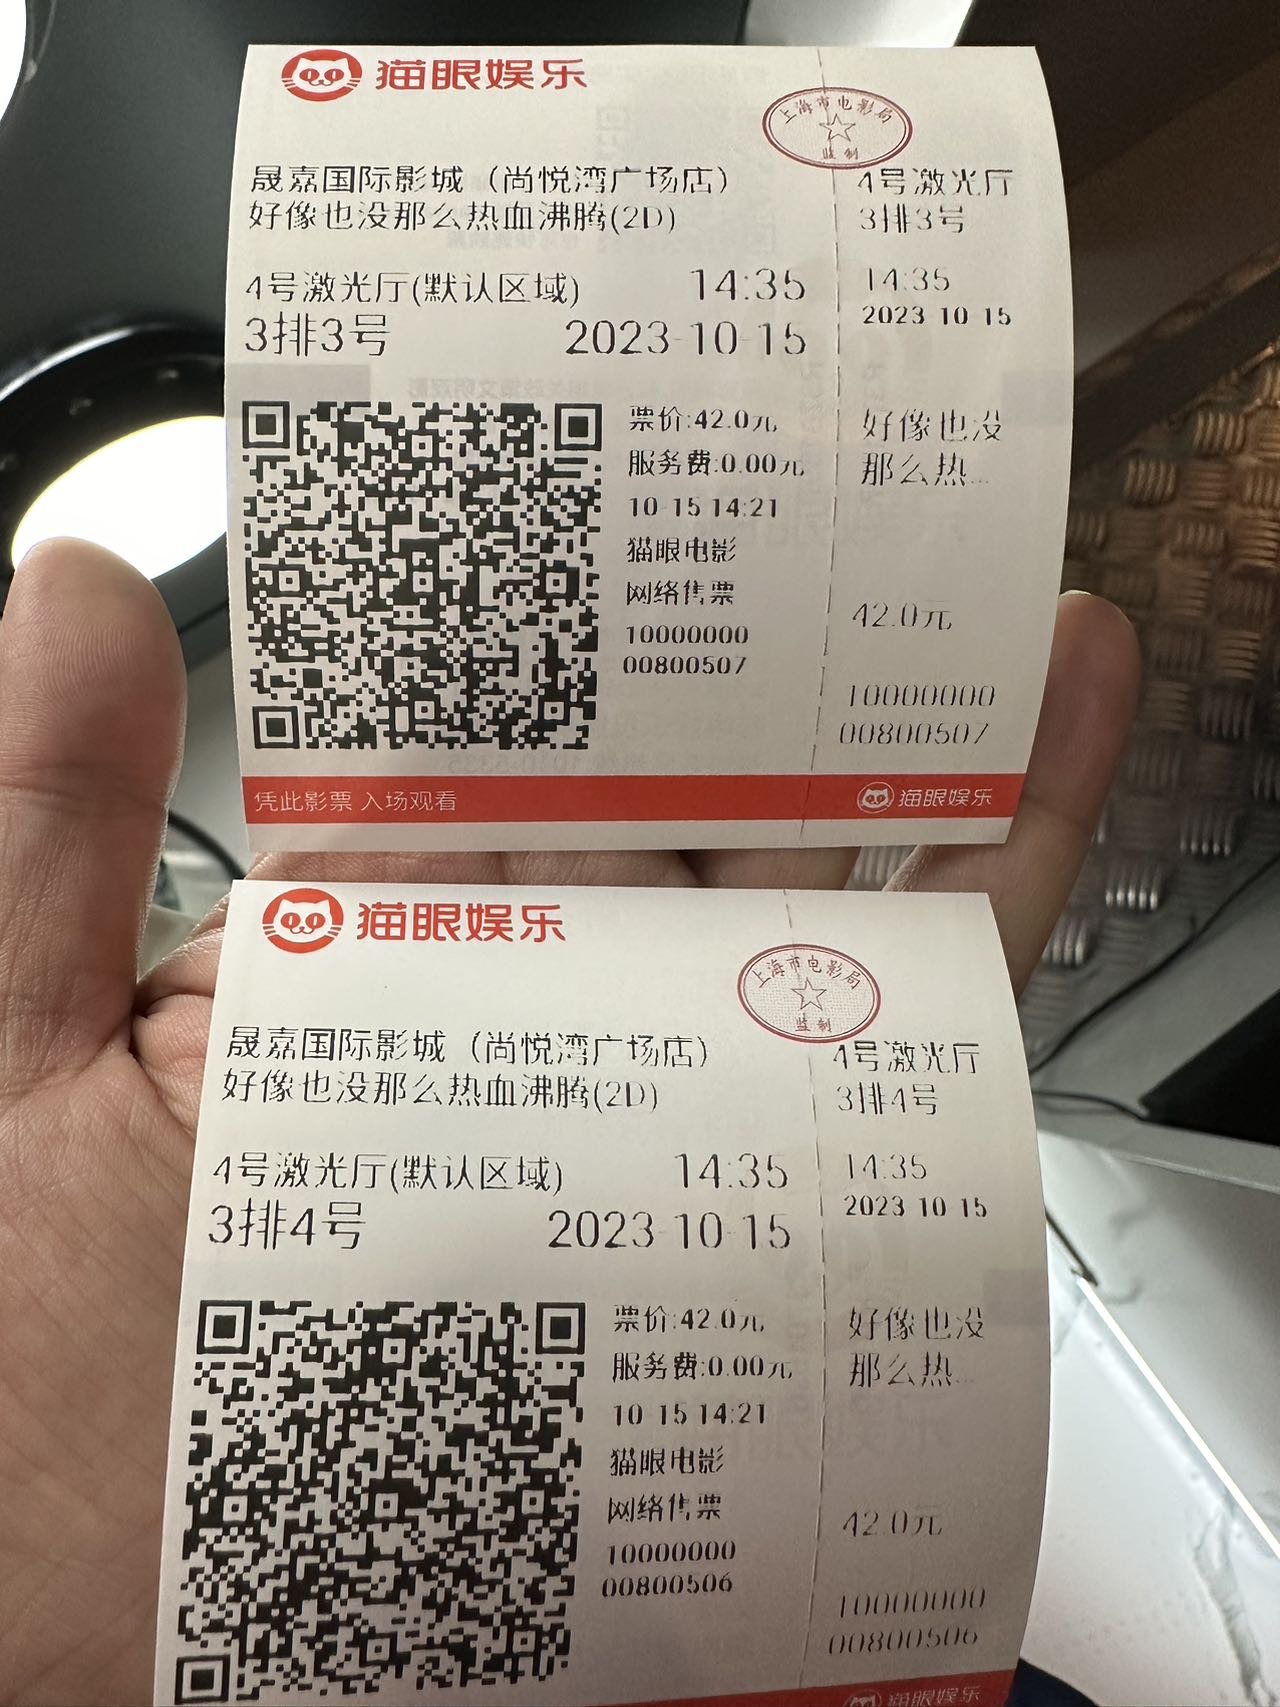 猫眼娱乐
上海市电影局
监制
晟嘉国际影城（尚悦湾广场店）
好像也没那么热血沸腾(2D)
4号激光厅(默认区域) 14:35
3排3号 2023-10-15
票价:42.0元
服务费:0.00元
10-15 14:21
猫眼电影
网络售票
10000000
00800507
4号激光厅
3排3号
14:35
2023-10-15
好像也没
那么热...
42.0元
10000000
00800507
凭此影票 入场观看
猫眼娱乐
猫眼娱乐
上海市电影局
监制
晟嘉国际影城（尚悦湾广场店）
好像也没那么热血沸腾(2D)
4号激光厅(默认区域) 14:35
3排4号 2023-10-15
票价:42.0元
服务费:0.00元
10-15 14:21
猫眼电影
网络售票
10000000
00800506
4号激光厅
3排4号
14:35
2023-10-15
好像也没
那么热...
42.0元
10000000
00800506
猫眼娱乐